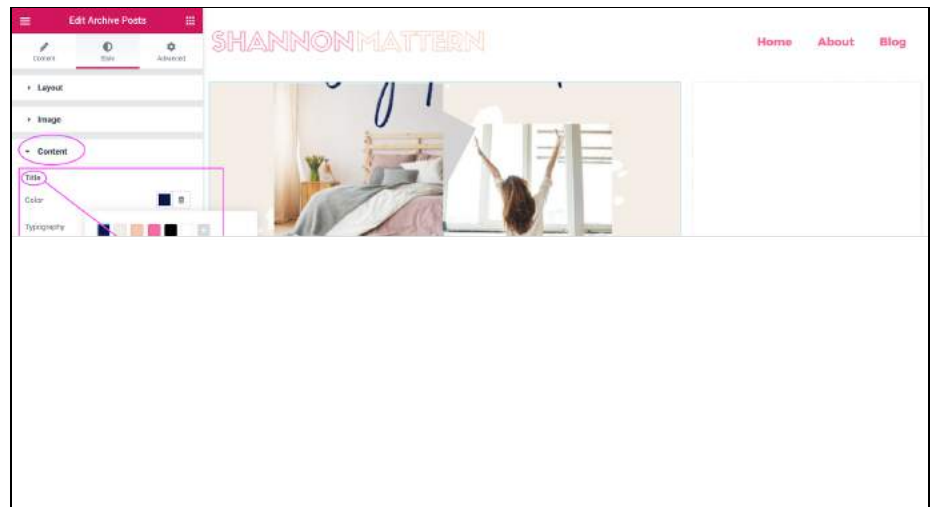 Edit Archive Posts
Content Style Advanced
SHANNON MATTERN
Home About Blog
Layout
Image
Content
Title
Color
Typography